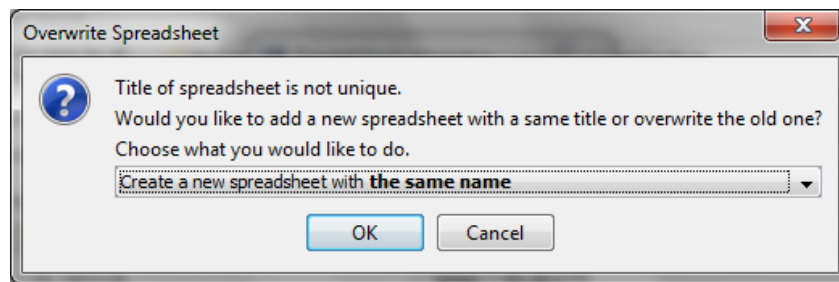 Overwrite Spreadsheet
Title of spreadsheet is not unique.
Would you like to add a new spreadsheet with a same title or overwrite the old one?
Choose what you would like to do.
Create a new spreadsheet with the same name
OK Cancel